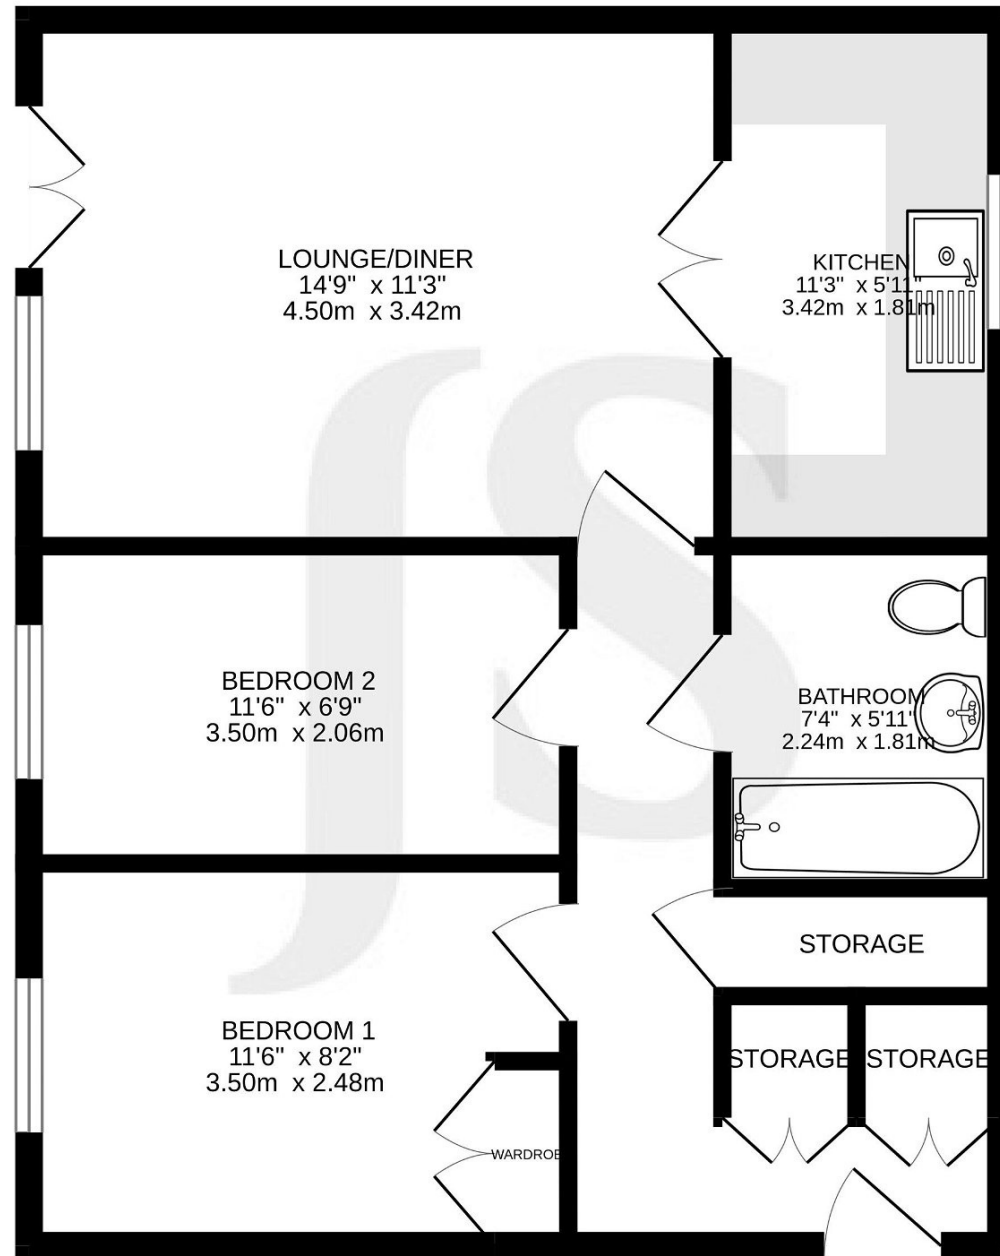 LOUNGE/DINER
14'9" x 11'3"
4.50m x 3.42m
KITCHEN
11'3" x 5'11"
3.42m x 1.81m
BEDROOM 2
11'6" x 6'9"
3.50m x 2.06m
BATHROOM
7'4" x 5'11"
2.24m x 1.81m
STORAGE
BEDROOM 1
11'6" x 8'2"
3.50m x 2.48m
STORAGE
STORAGE
WARDROB
JS